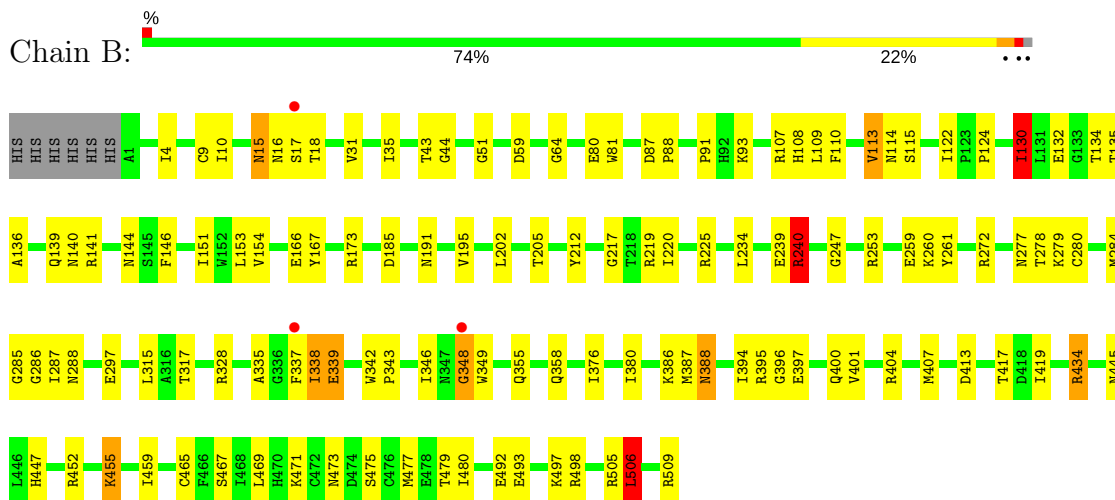 %
Chain B:
74% 22% • ••
HIS HIS HIS HIS HIS HIS A1 I4 C9 I10 N15 N16 S17 T18 V31 I35 T43 G44 G51 D59 G64 E80 W81 D87 P88 P91 H92 K93 R107 H108 L109 F110 V113 N114 S115 I122 P123 P124 I130 L131 E132 G133 T134 T135
A136 Q139 N140 R141 N144 S145 F146 I151 W152 L153 V154 E166 Y167 R173 D185 N191 V195 L202 T205 Y212 G217 T218 R219 I220 R225 L234 E239 R240 G247 R253 E259 K260 Y261 R272 N277 T278 K279 C280 M284
G285 G286 I287 N288 E297 L315 A316 T317 R328 A335 G336 F337 I338 E339 W342 P343 I346 N347 G348 W349 Q355 Q358 I376 I380 K386 M387 N388 I394 R395 G396 E397 Q400 V401 R404 M407 D413 T417 D418 I419 R434 N445
L446 H447 R452 K455 I459 C465 F466 S467 I468 L469 H470 K471 C472 N473 D474 S475 C476 M477 E478 T479 I480 E492 E493 K497 R498 R505 L506 R509